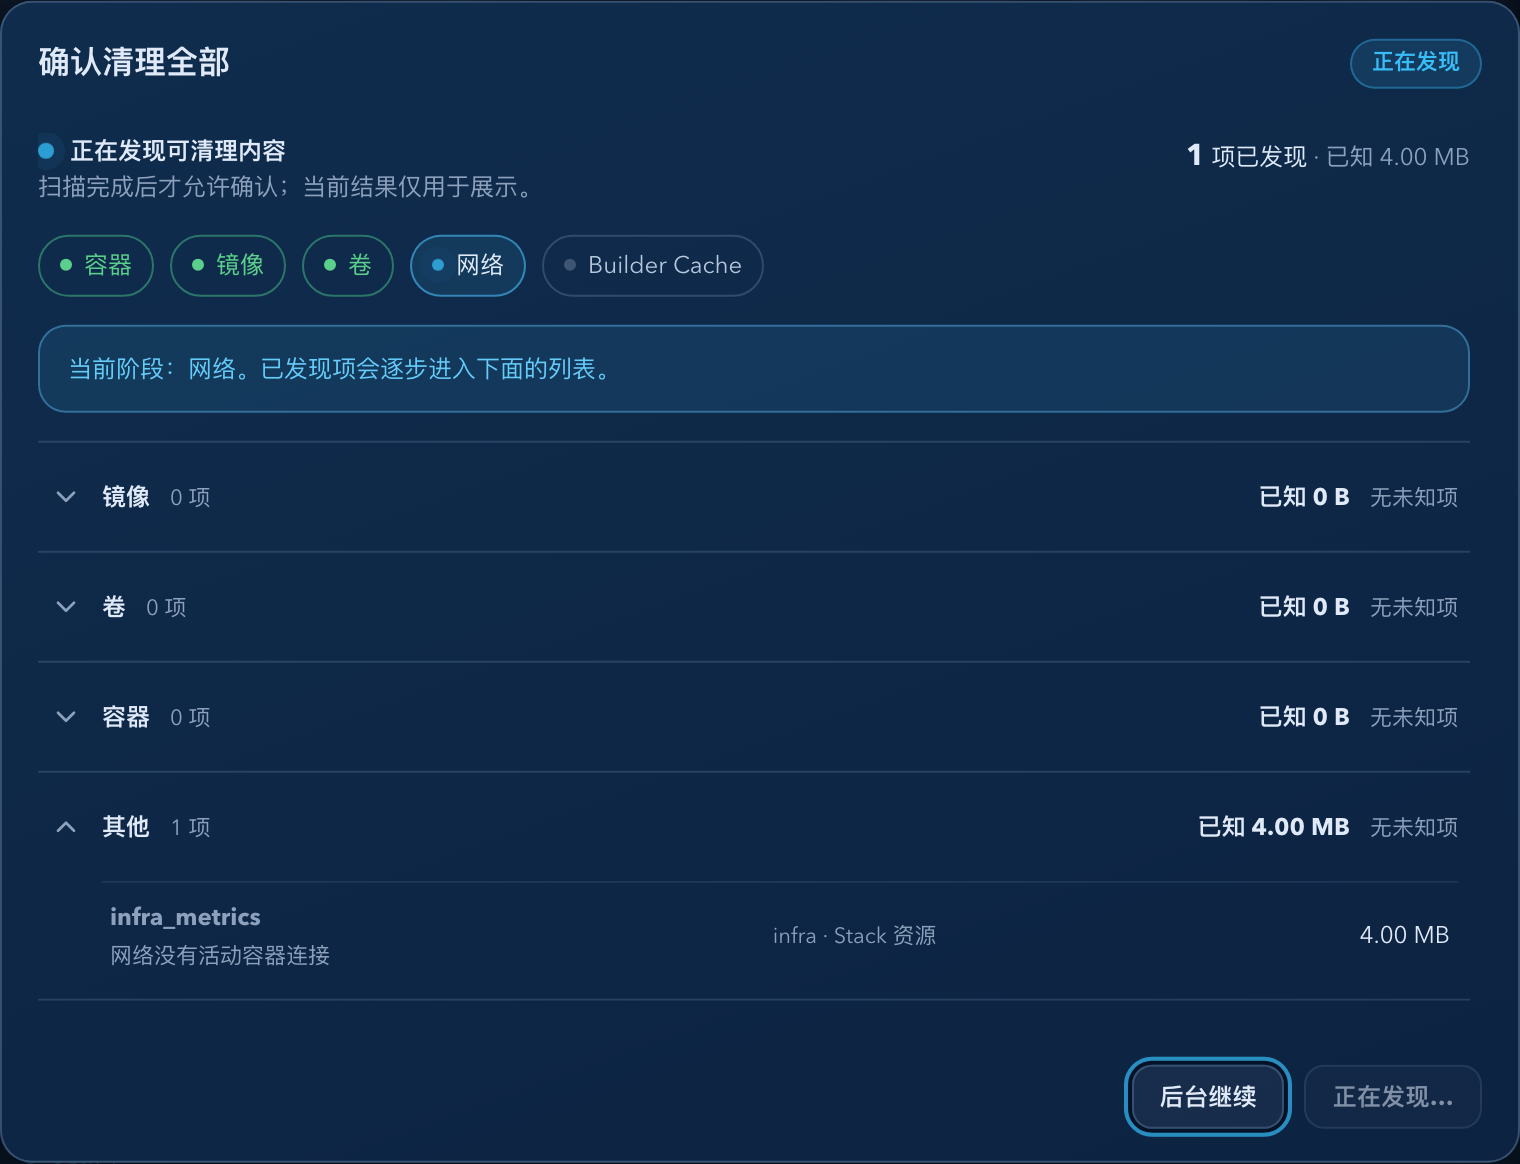 确认清理全部
正在发现
正在发现可清理内容
1 项已发现 · 已知 4.00 MB
扫描完成后才允许确认；当前结果仅用于展示。
容器
镜像
卷
网络
Builder Cache
当前阶段：网络。已发现项会逐步进入下面的列表。
镜像 0 项
已知 0 B 无未知项
卷 0 项
已知 0 B 无未知项
容器 0 项
已知 0 B 无未知项
其他 1 项
已知 4.00 MB 无未知项
infra_metrics
网络没有活动容器连接
infra · Stack 资源
4.00 MB
后台继续
正在发现...